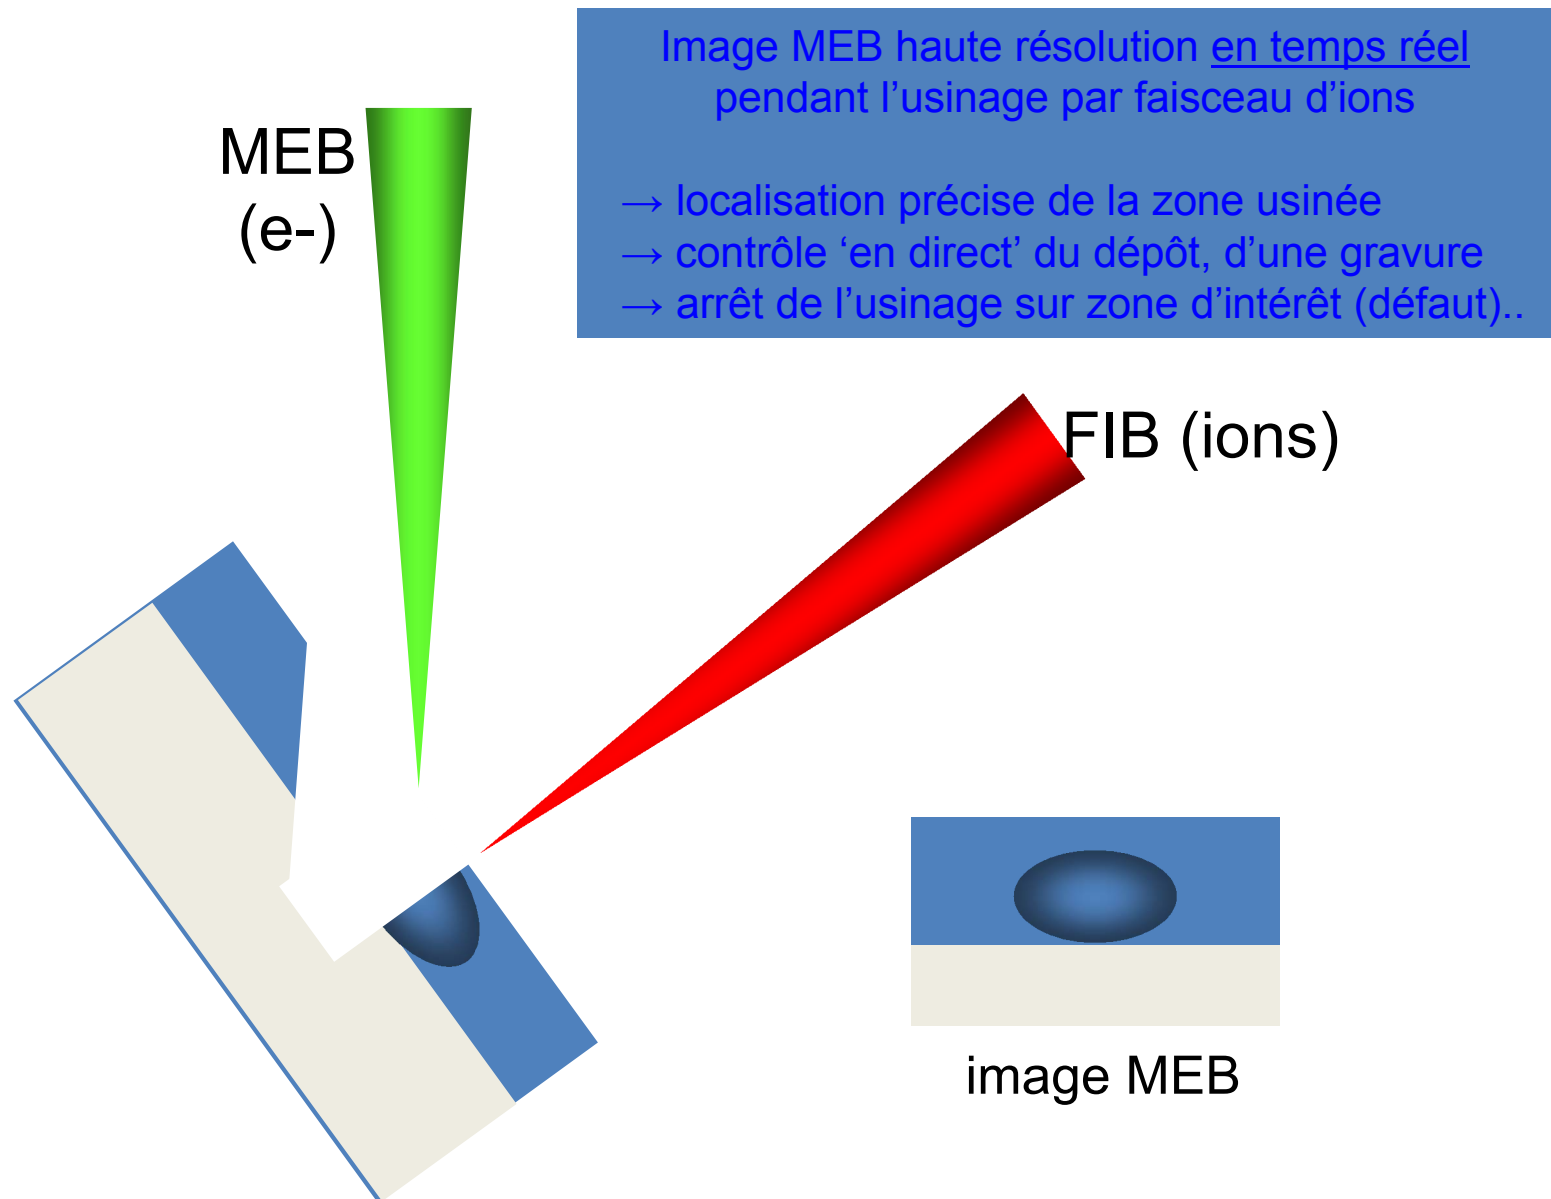 Image MEB haute résolution en temps réel
pendant l’usinage par faisceau d’ions
→ localisation précise de la zone usinée
→ contrôle ‘en direct’ du dépôt, d’une gravure
→ arrêt de l’usinage sur zone d’intérêt (défaut)..
MEB
(e-)
FIB (ions)
image MEB